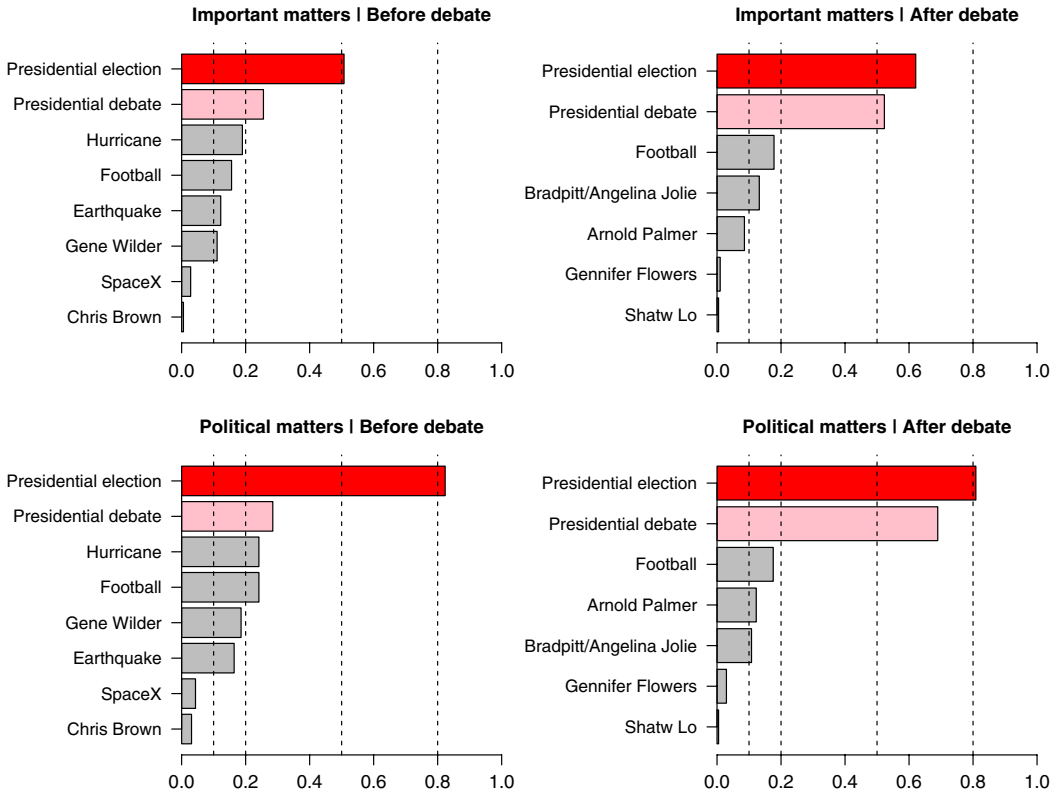 Important matters | Before debate
Presidential election
Presidential debate
Hurricane
Football
Earthquake
Gene Wilder
SpaceX
Chris Brown
0.0 0.2 0.4 0.6 0.8 1.0
Important matters | After debate
Presidential election
Presidential debate
Football
Bradpitt/Angelina Jolie
Arnold Palmer
Gennifer Flowers
Shatw Lo
0.0 0.2 0.4 0.6 0.8 1.0
Political matters | Before debate
Presidential election
Presidential debate
Hurricane
Football
Gene Wilder
Earthquake
SpaceX
Chris Brown
0.0 0.2 0.4 0.6 0.8 1.0
Political matters | After debate
Presidential election
Presidential debate
Football
Arnold Palmer
Bradpitt/Angelina Jolie
Gennifer Flowers
Shatw Lo
0.0 0.2 0.4 0.6 0.8 1.0